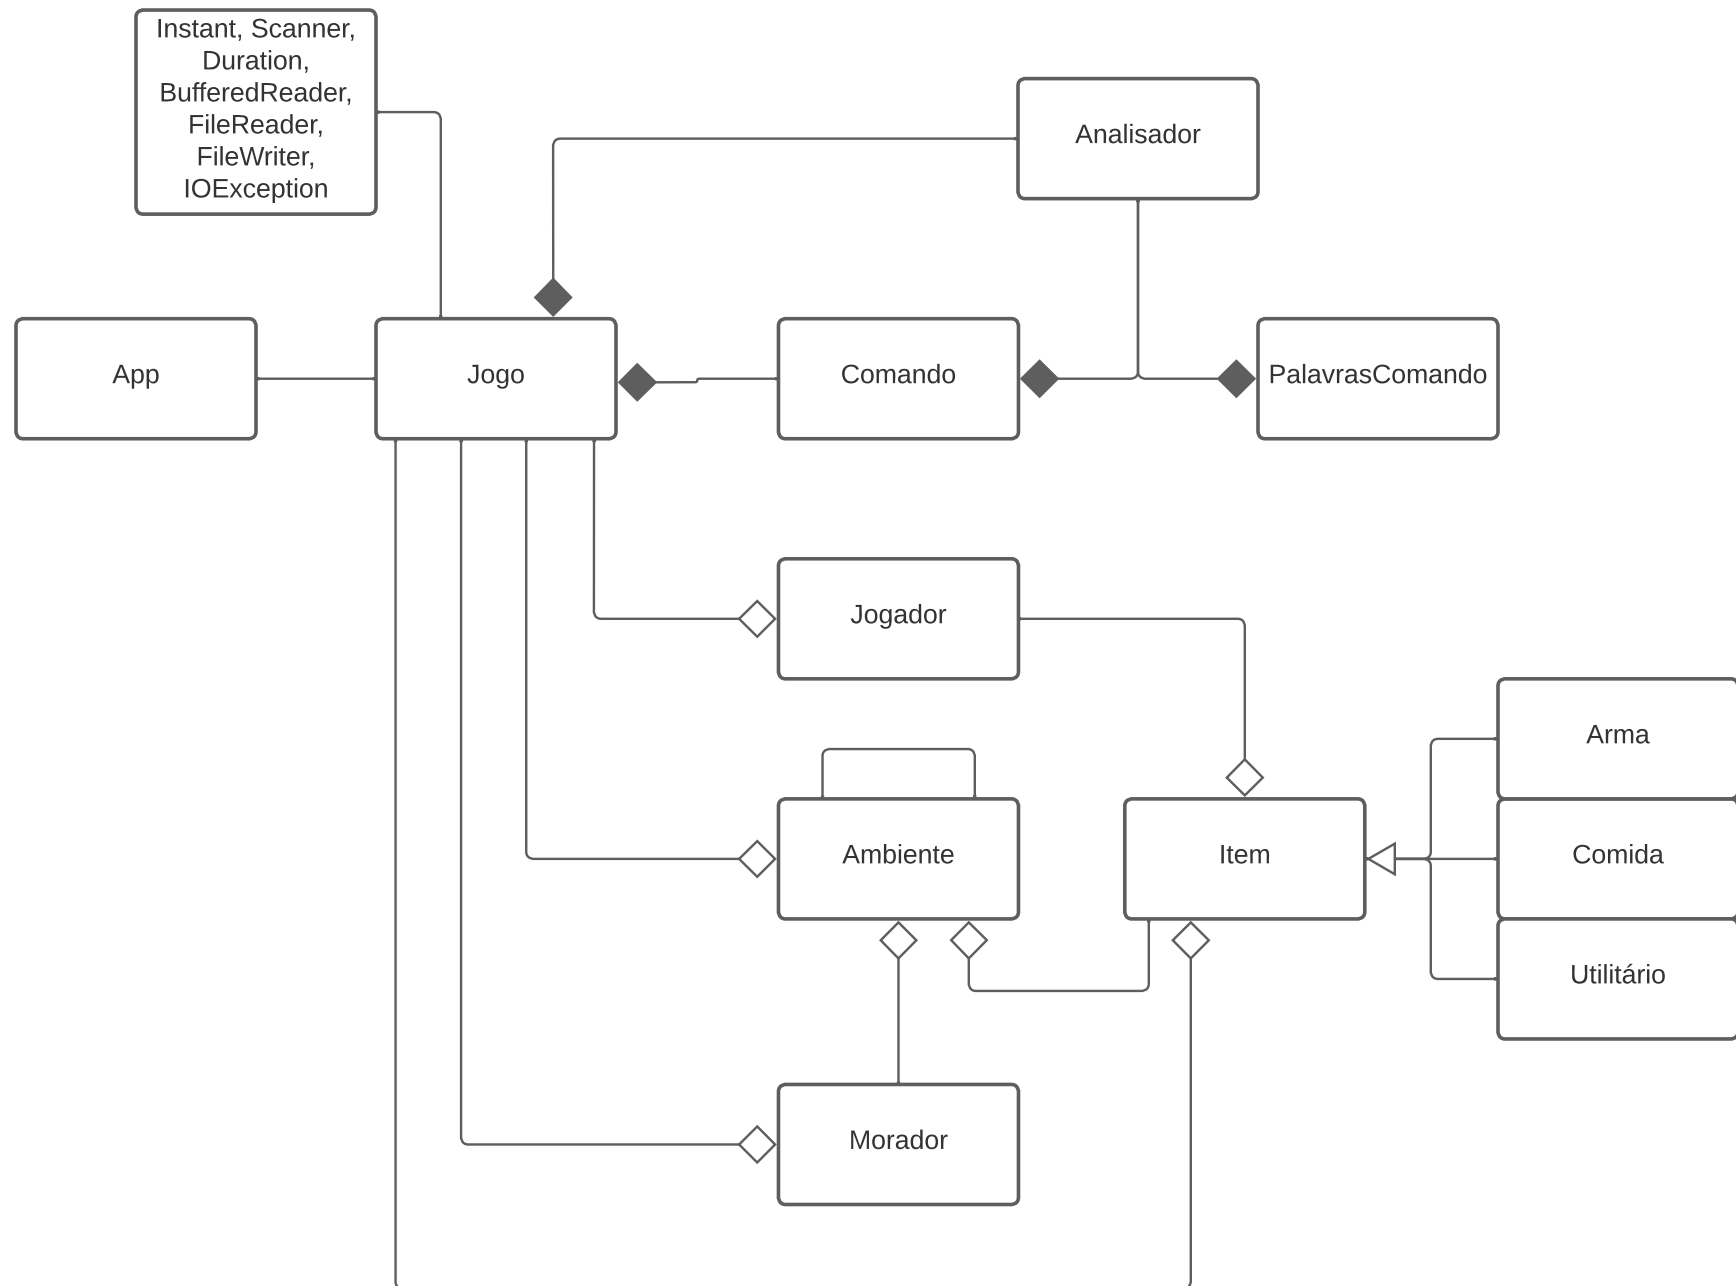 Instant, Scanner,
Duration,
BufferedReader,
FileReader,
FileWriter,
IOException
Analisador
App
Jogo
Comando
PalavrasComando
Jogador
Arma
Ambiente
Item
Comida
Utilitário
Morador